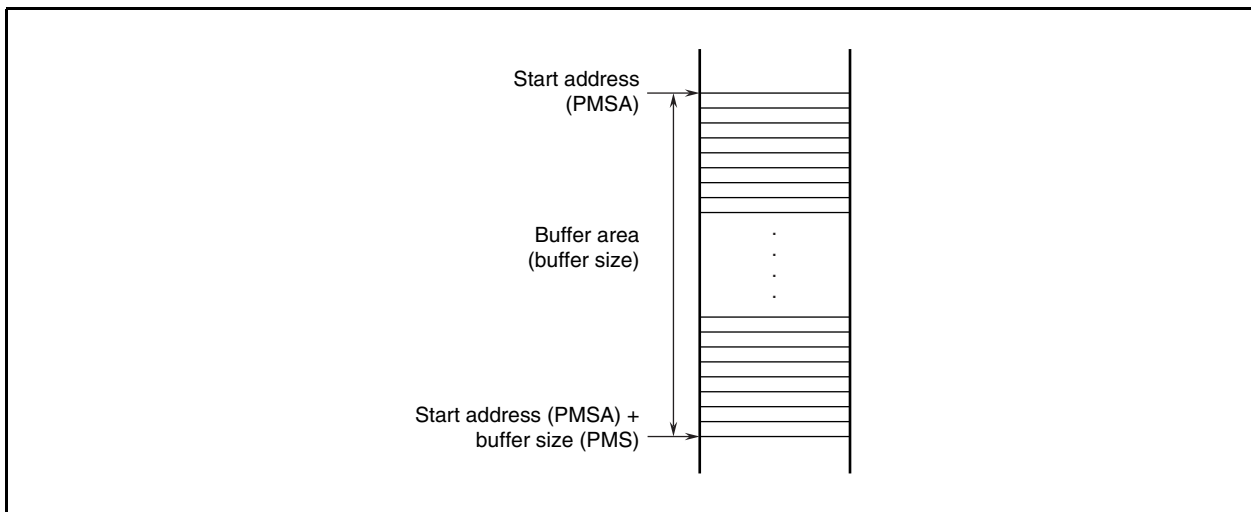 Start address
(PMSA)
Buffer area
(buffer size)
Start address (PMSA) +
buffer size (PMS)